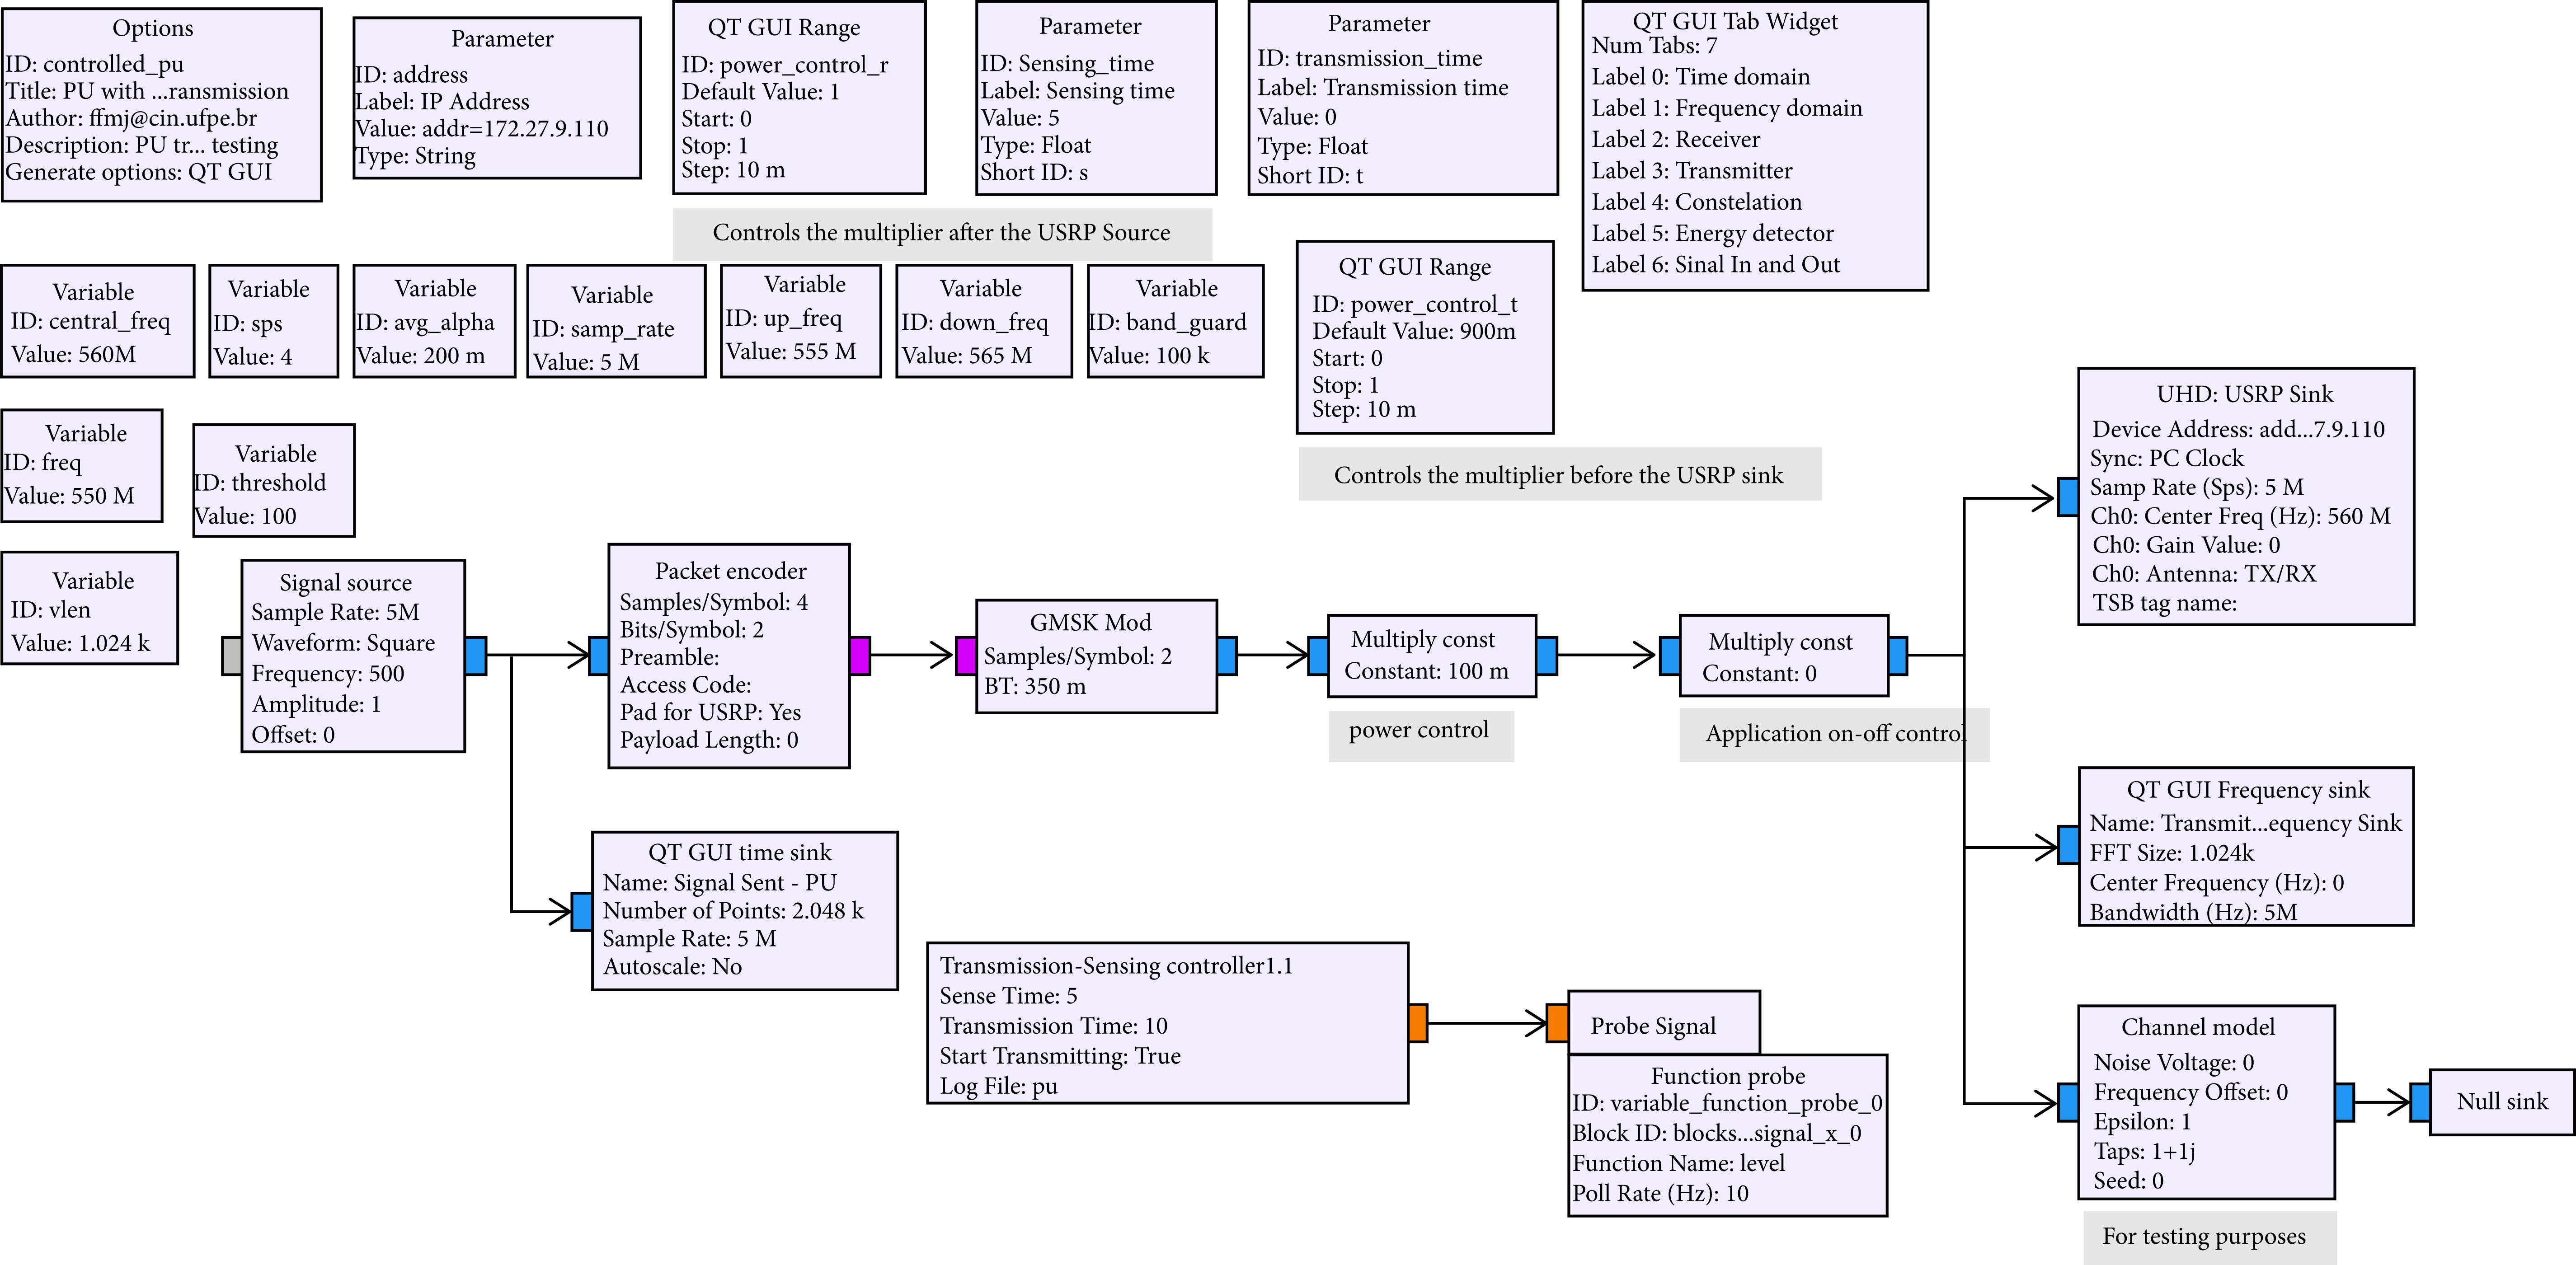 Options
ID: controlled_pu
Title: PU with ...ransmission
Author: ffmj@cin.ufpe.br
Description: PU tr... testing
Generate options: QT GUI
Parameter
ID: address
Label: IP Address
Value: addr=172.27.9.110
Type: String
QT GUI Range
ID: power_control_r
Default Value: 1
Start: 0
Stop: 1
Step: 10 m
Parameter
ID: Sensing_time
Label: Sensing time
Value: 5
Type: Float
Short ID: s
Parameter
ID: transmission_time
Label: Transmission time
Value: 0
Type: Float
Short ID: t
QT GUI Tab Widget
Num Tabs: 7
Label 0: Time domain
Label 1: Frequency domain
Label 2: Receiver
Label 3: Transmitter
Label 4: Constelation
Label 5: Energy detector
Label 6: Sinal In and Out
Controls the multiplier after the USRP Source
Variable
ID: central_freq
Value: 560M
Variable
ID: sps
Value: 4
Variable
ID: avg_alpha
Value: 200 m
Variable
ID: samp_rate
Value: 5 M
Variable
ID: up_freq
Value: 555 M
Variable
ID: down_freq
Value: 565 M
Variable
ID: band_guard
Value: 100 k
QT GUI Range
ID: power_control_t
Default Value: 900m
Start: 0
Stop: 1
Step: 10 m
Controls the multiplier before the USRP sink
Variable
ID: freq
Value: 550 M
Variable
ID: threshold
Value: 100
Variable
ID: vlen
Value: 1.024 k
Signal source
Sample Rate: 5M
Waveform: Square
Frequency: 500
Amplitude: 1
Offset: 0
Packet encoder
Samples/Symbol: 4
Bits/Symbol: 2
Preamble:
Access Code:
Pad for USRP: Yes
Payload Length: 0
GMSK Mod
Samples/Symbol: 2
BT: 350 m
Multiply const
Constant: 100 m
power control
Multiply const
Constant: 0
Application on-off control
UHD: USRP Sink
Device Address: add...7.9.110
Sync: PC Clock
Samp Rate (Sps): 5 M
Ch0: Center Freq (Hz): 560 M
Ch0: Gain Value: 0
Ch0: Antenna: TX/RX
TSB tag name:
QT GUI Frequency sink
Name: Transmit...equency Sink
FFT Size: 1.024k
Center Frequency (Hz): 0
Bandwidth (Hz): 5M
QT GUI time sink
Name: Signal Sent - PU
Number of Points: 2.048 k
Sample Rate: 5 M
Autoscale: No
Transmission-Sensing controller1.1
Sense Time: 5
Transmission Time: 10
Start Transmitting: True
Log File: pu
Probe Signal
Function probe
ID: variable_function_probe_0
Block ID: blocks...signal_x_0
Function Name: level
Poll Rate (Hz): 10
Channel model
Noise Voltage: 0
Frequency Offset: 0
Epsilon: 1
Taps: 1+1j
Seed: 0
Null sink
For testing purposes